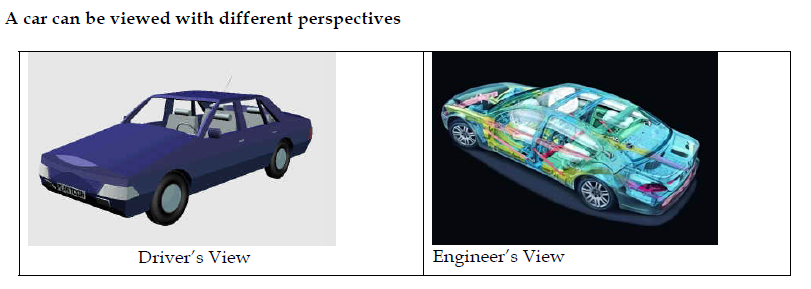 A car can be viewed with different perspectives
Driver's View
Engineer's View